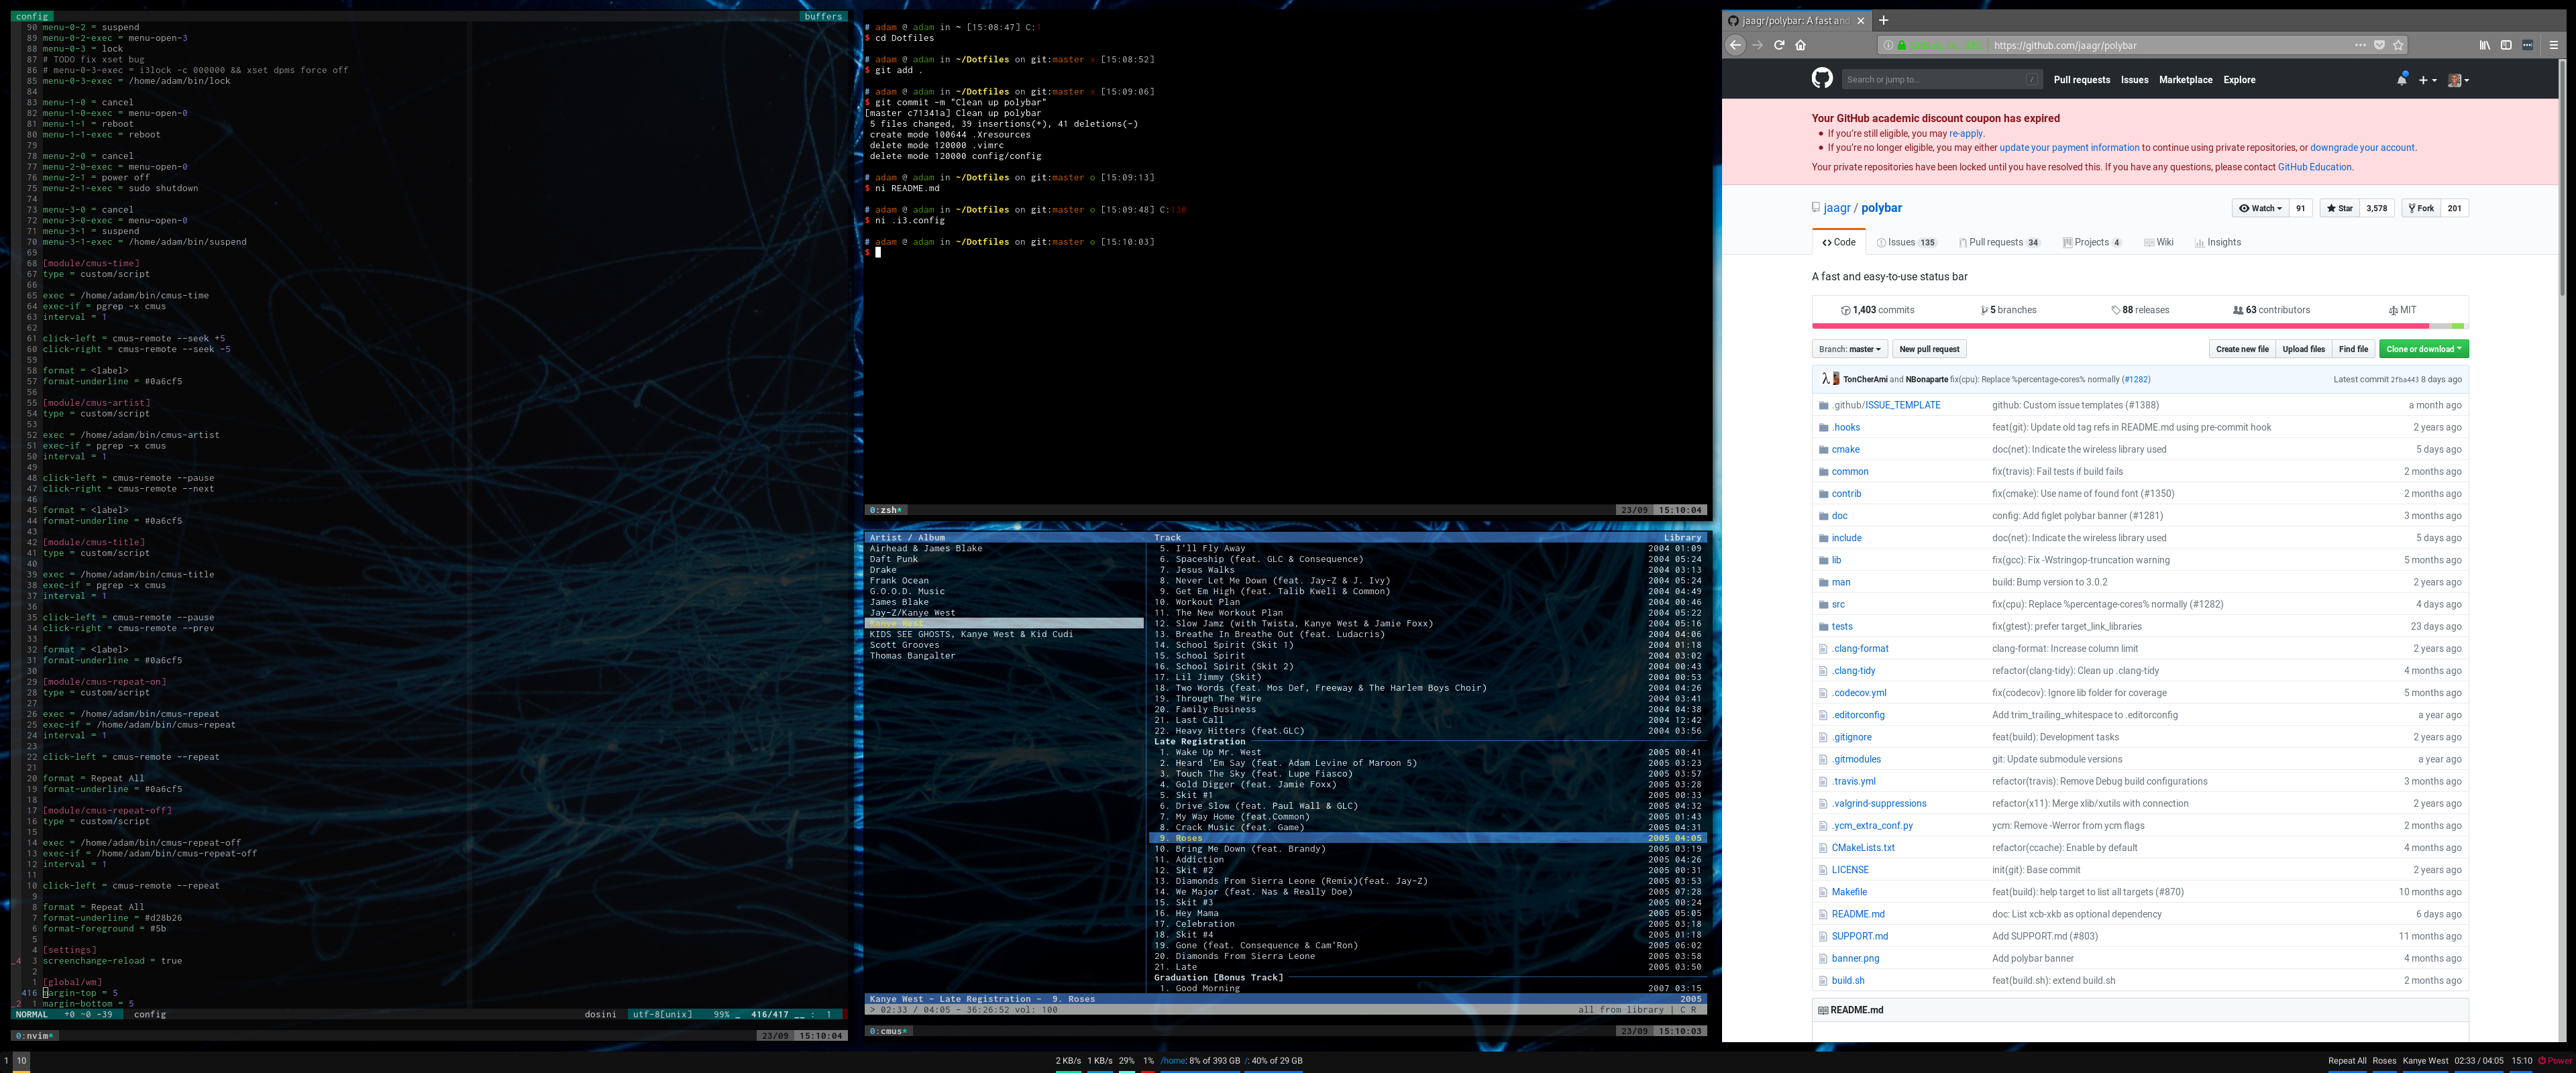 config buffers
90 menu-0-2 = suspend
89 menu-0-2-exec = menu-open-3
88 menu-0-3 = lock
87 # TODO fix xset bug
86 # menu-0-3-exec = i3lock -c 000000 && xset dpms force off
85 menu-0-3-exec = /home/adam/bin/lock
84
83 menu-1-0 = cancel
82 menu-1-0-exec = menu-open-0
81 menu-1-1 = reboot
80 menu-1-1-exec = reboot
79
78 menu-2-0 = cancel
77 menu-2-0-exec = menu-open-0
76 menu-2-1 = power off
75 menu-2-1-exec = sudo shutdown
74
73 menu-3-0 = cancel
72 menu-3-0-exec = menu-open-0
71 menu-3-1 = suspend
70 menu-3-1-exec = /home/adam/bin/suspend
69
68 [module/cmus-time]
67 type = custom/script
66
65 exec = /home/adam/bin/cmus-time
64 exec-if = pgrep -x cmus
63 interval = 1
62
61 click-left = cmus-remote --seek +5
60 click-right = cmus-remote --seek -5
59
58 format = <label>
57 format-underline = #0a6cf5
56
55 [module/cmus-artist]
54 type = custom/script
53
52 exec = /home/adam/bin/cmus-artist
51 exec-if = pgrep -x cmus
50 interval = 1
49
48 click-left = cmus-remote --pause
47 click-right = cmus-remote --next
46
45 format = <label>
44 format-underline = #0a6cf5
43
42 [module/cmus-title]
41 type = custom/script
40
39 exec = /home/adam/bin/cmus-title
38 exec-if = pgrep -x cmus
37 interval = 1
36
35 click-left = cmus-remote --pause
34 click-right = cmus-remote --prev
33
32 format = <label>
31 format-underline = #0a6cf5
30
29 [module/cmus-repeat-on]
28 type = custom/script
27
26 exec = /home/adam/bin/cmus-repeat
25 exec-if = /home/adam/bin/cmus-repeat
24 interval = 1
23
22 click-left = cmus-remote --repeat
21
20 format = Repeat All
19 format-underline = #0a6cf5
18
17 [module/cmus-repeat-off]
16 type = custom/script
15
14 exec = /home/adam/bin/cmus-repeat-off
13 exec-if = /home/adam/bin/cmus-repeat-off
12 interval = 1
11
10 click-left = cmus-remote --repeat
9
8 format = Repeat All
7 format-underline = #d28b26
6 format-foreground = #5b
5
4 [settings]
_4 3 screenchange-reload = true
2
1 [global/wm]
416 margin-top = 5
_2 1 margin-bottom = 5
NORMAL +0 ~0 -39 config dosini utf-8[unix] 99% _ 416/417 __ : 1
0:nvim* 23/09 15:10:04
# adam @ adam in ~ [15:08:47] C:1
$ cd Dotfiles
# adam @ adam in ~/Dotfiles on git:master x [15:08:52]
$ git add .
# adam @ adam in ~/Dotfiles on git:master x [15:09:06]
$ git commit -m "Clean up polybar"
[master c71341a] Clean up polybar
5 files changed, 39 insertions(+), 41 deletions(-)
create mode 100644 .Xresources
delete mode 120000 .vimrc
delete mode 120000 config/config
# adam @ adam in ~/Dotfiles on git:master o [15:09:13]
$ ni README.md
# adam @ adam in ~/Dotfiles on git:master o [15:09:48] C:130
$ ni .i3.config
# adam @ adam in ~/Dotfiles on git:master o [15:10:03]
$
0:zsh* 23/09 15:10:04
Artist / Album Track Library
Airhead & James Blake
Daft Punk
Drake
Frank Ocean
G.O.O.D. Music
James Blake
Jay-Z/Kanye West
Kanye West
KIDS SEE GHOSTS, Kanye West & Kid Cudi
Scott Grooves
Thomas Bangalter
5. I'll Fly Away 2004 01:09
6. Spaceship (feat. GLC & Consequence) 2004 05:24
7. Jesus Walks 2004 03:13
8. Never Let Me Down (feat. Jay-Z & J. Ivy) 2004 05:24
9. Get Em High (feat. Talib Kweli & Common) 2004 04:49
10. Workout Plan 2004 00:46
11. The New Workout Plan 2004 05:22
12. Slow Jamz (with Twista, Kanye West & Jamie Foxx) 2004 05:16
13. Breathe In Breathe Out (feat. Ludacris) 2004 04:06
14. School Spirit (Skit 1) 2004 01:18
15. School Spirit 2004 03:02
16. School Spirit (Skit 2) 2004 00:43
17. Lil Jimmy (Skit) 2004 00:53
18. Two Words (feat. Mos Def, Freeway & The Harlem Boys Choir) 2004 04:26
19. Through The Wire 2004 03:41
20. Family Business 2004 04:38
21. Last Call 2004 12:42
22. Heavy Hitters (feat.GLC) 2004 03:56
Late Registration
1. Wake Up Mr. West 2005 00:41
2. Heard 'Em Say (feat. Adam Levine of Maroon 5) 2005 03:23
3. Touch The Sky (feat. Lupe Fiasco) 2005 03:57
4. Gold Digger (feat. Jamie Foxx) 2005 03:28
5. Skit #1 2005 00:33
6. Drive Slow (feat. Paul Wall & GLC) 2005 04:32
7. My Way Home (feat.Common) 2005 01:43
8. Crack Music (feat. Game) 2005 04:31
9. Roses 2005 04:05
10. Bring Me Down (feat. Brandy) 2005 03:19
11. Addiction 2005 04:26
12. Skit #2 2005 00:31
13. Diamonds From Sierra Leone (Remix)(feat. Jay-Z) 2005 03:53
14. We Major (feat. Nas & Really Doe) 2005 07:28
15. Skit #3 2005 00:24
16. Hey Mama 2005 05:05
17. Celebration 2005 03:18
18. Skit #4 2005 01:18
19. Gone (feat. Consequence & Cam'Ron) 2005 06:02
20. Diamonds From Sierra Leone 2005 03:58
21. Late 2005 03:50
Graduation [Bonus Track]
1. Good Morning 2007 03:15
Kanye West - Late Registration - 9. Roses 2005
> 02:33 / 04:05 - 36:26:52 vol: 100 all from library | C R
0:cmus* 23/09 15:10:03
jaagr/polybar: A fast and
https://github.com/jaagr/polybar
Search or jump to... / Pull requests Issues Marketplace Explore
Your GitHub academic discount coupon has expired
If you're still eligible, you may re-apply.
If you're no longer eligible, you may either update your payment information to continue using private repositories, or downgrade your account.
Your private repositories have been locked until you have resolved this. If you have any questions, please contact GitHub Education.
jaagr / polybar Watch 91 Star 3,578 Fork 201
Code Issues 135 Pull requests 34 Projects 4 Wiki Insights
A fast and easy-to-use status bar
1,403 commits 5 branches 88 releases 63 contributors MIT
Branch: master New pull request Create new file Upload files Find file Clone or download
TonCherAmi and NBonaparte fix(cpu): Replace %percentage-cores% normally (#1282) Latest commit 2fba443 8 days ago
.github/ISSUE_TEMPLATE github: Custom issue templates (#1388) a month ago
.hooks feat(git): Update old tag refs in README.md using pre-commit hook 2 years ago
cmake doc(net): Indicate the wireless library used 5 days ago
common fix(travis): Fail tests if build fails 2 months ago
contrib fix(cmake): Use name of found font (#1350) 2 months ago
doc config: Add figlet polybar banner (#1281) 3 months ago
include doc(net): Indicate the wireless library used 5 days ago
lib fix(gcc): Fix -Wstringop-truncation warning 5 months ago
man build: Bump version to 3.0.2 2 years ago
src fix(cpu): Replace %percentage-cores% normally (#1282) 4 days ago
tests fix(gtest): prefer target_link_libraries 23 days ago
.clang-format clang-format: Increase column limit 2 years ago
.clang-tidy refactor(clang-tidy): Clean up .clang-tidy 4 months ago
.codecov.yml fix(codecov): Ignore lib folder for coverage 5 months ago
.editorconfig Add trim_trailing_whitespace to .editorconfig a year ago
.gitignore feat(build): Development tasks 2 years ago
.gitmodules git: Update submodule versions a year ago
.travis.yml refactor(travis): Remove Debug build configurations 3 months ago
.valgrind-suppressions refactor(x11): Merge xlib/xutils with connection 2 years ago
.ycm_extra_conf.py ycm: Remove -Werror from ycm flags 2 months ago
CMakeLists.txt refactor(ccache): Enable by default 4 months ago
LICENSE init(git): Base commit 2 years ago
Makefile feat(build): help target to list all targets (#870) 10 months ago
README.md doc: List xcb-xkb as optional dependency 6 days ago
SUPPORT.md Add SUPPORT.md (#803) 11 months ago
banner.png Add polybar banner 4 months ago
build.sh feat(build.sh): extend build.sh 2 months ago
README.md
1 10 2 KB/s 1 KB/s 29% 1% /home: 8% of 393 GB /: 40% of 29 GB Repeat All Roses Kanye West 02:33 / 04:05 15:10 Power